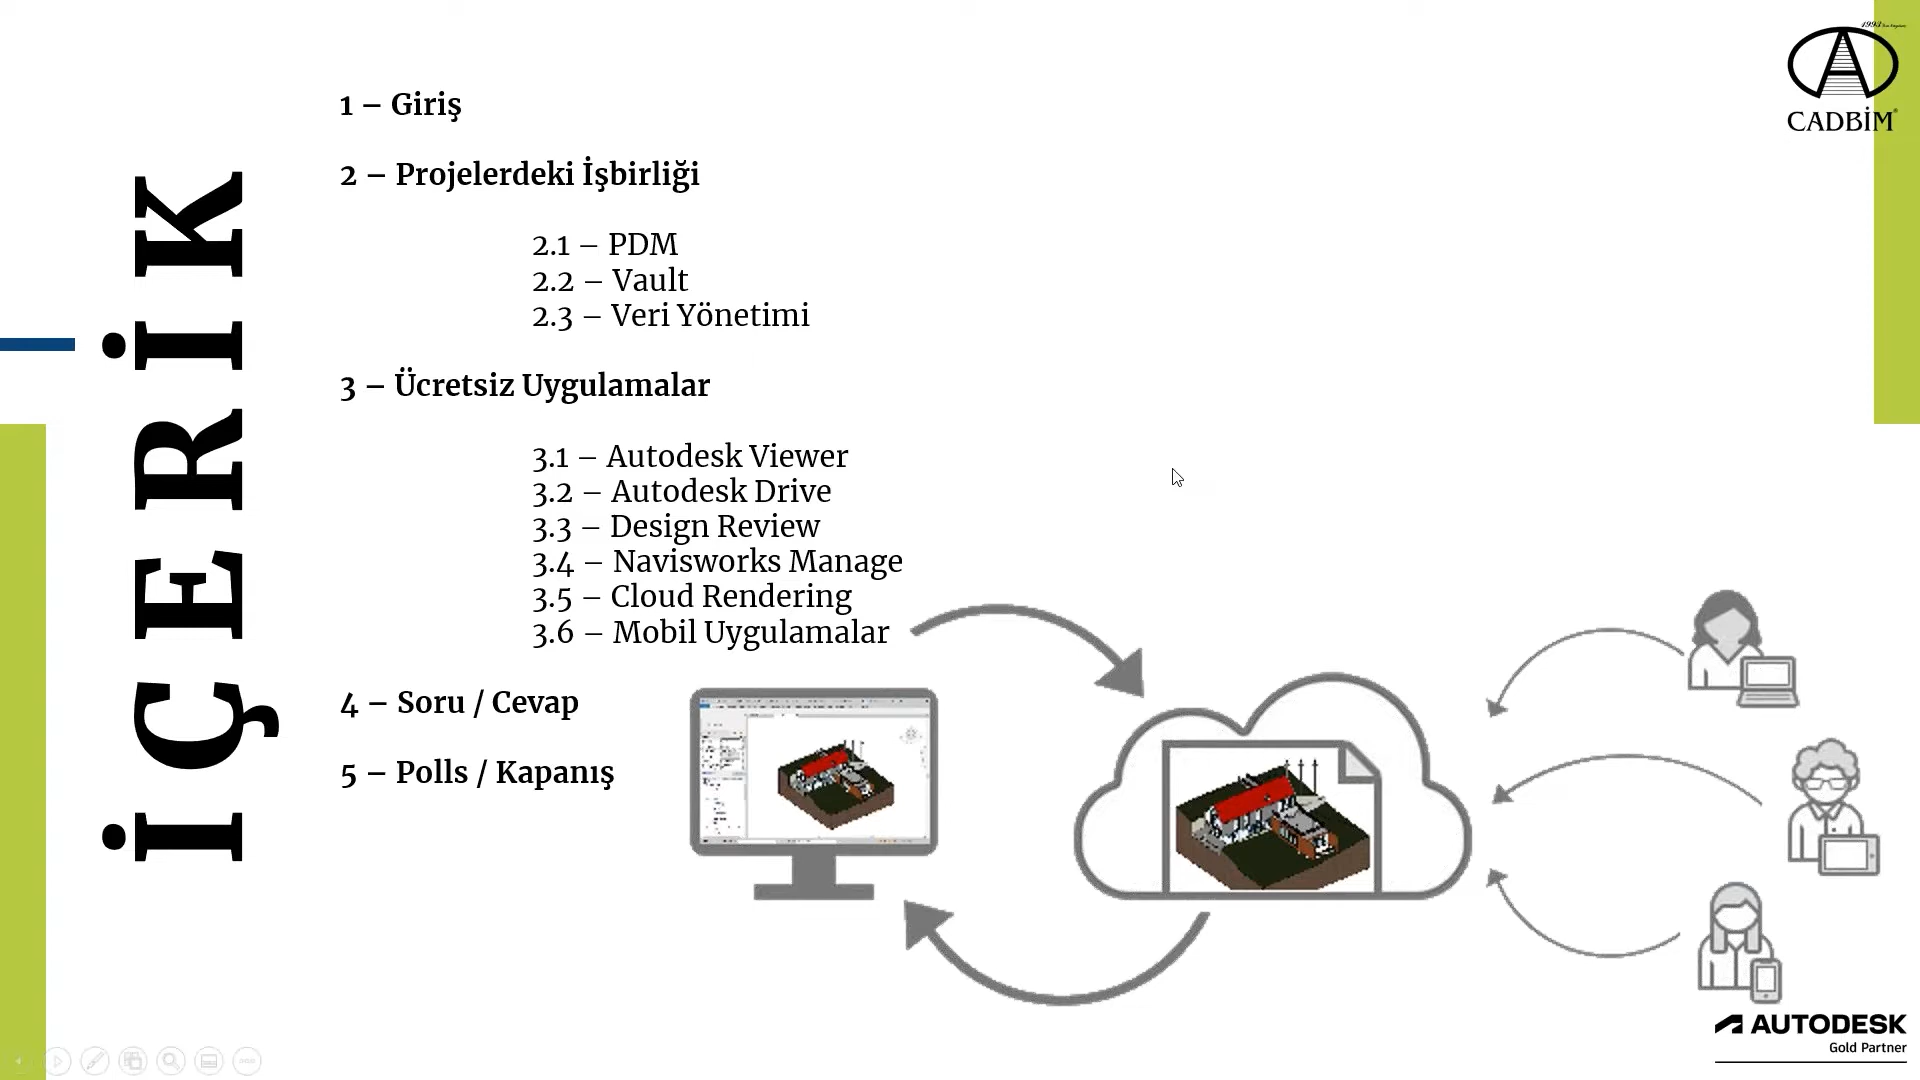 İÇERİK
1 – Giriş
2 – Projelerdeki İşbirliği
2.1 – PDM
2.2 – Vault
2.3 – Veri Yönetimi
3 – Ücretsiz Uygulamalar
3.1 – Autodesk Viewer
3.2 – Autodesk Drive
3.3 – Design Review
3.4 – Navisworks Manage
3.5 – Cloud Rendering
3.6 – Mobil Uygulamalar
4 – Soru / Cevap
5 – Polls / Kapanış
1993
CADBİM®
AUTODESK
Gold Partner